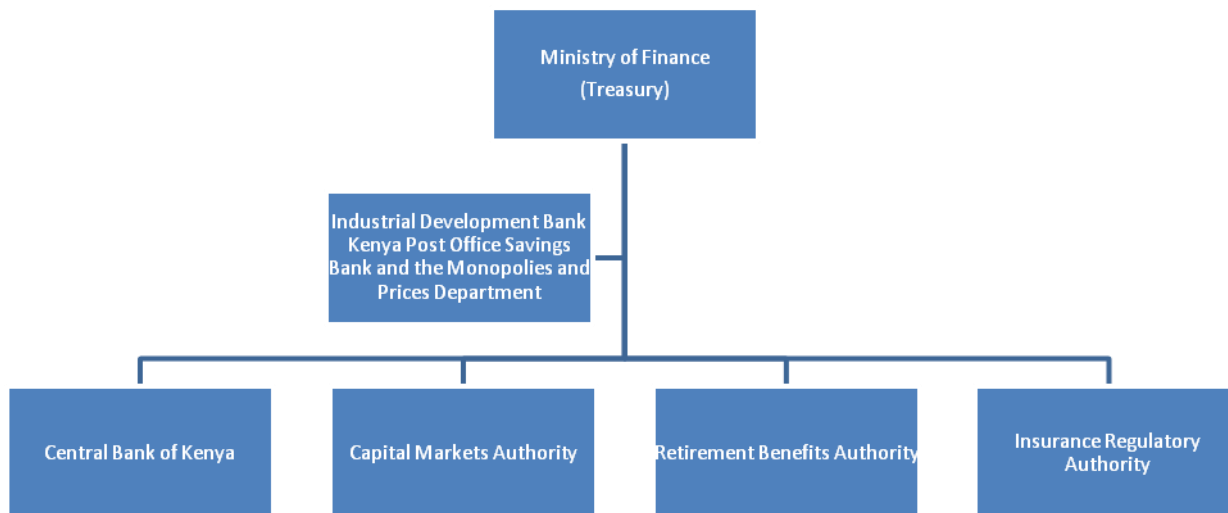 Ministry of Finance
(Treasury)
Industrial Development Bank
Kenya Post Office Savings
Bank and the Monopolies and
Prices Department
Central Bank of Kenya
Capital Markets Authority
Retirement Benefits Authority
Insurance Regulatory
Authority